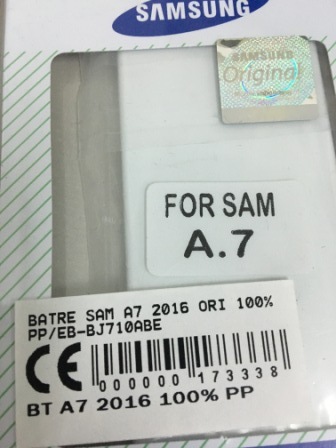 SAMSUNG
SAMSUNG
Original
FOR SAM
A.7
BATRE SAM A7 2016 ORI 100%
PP/EB-BJ710ABE
CE
000000 173338
BT A7 2016 100% PP